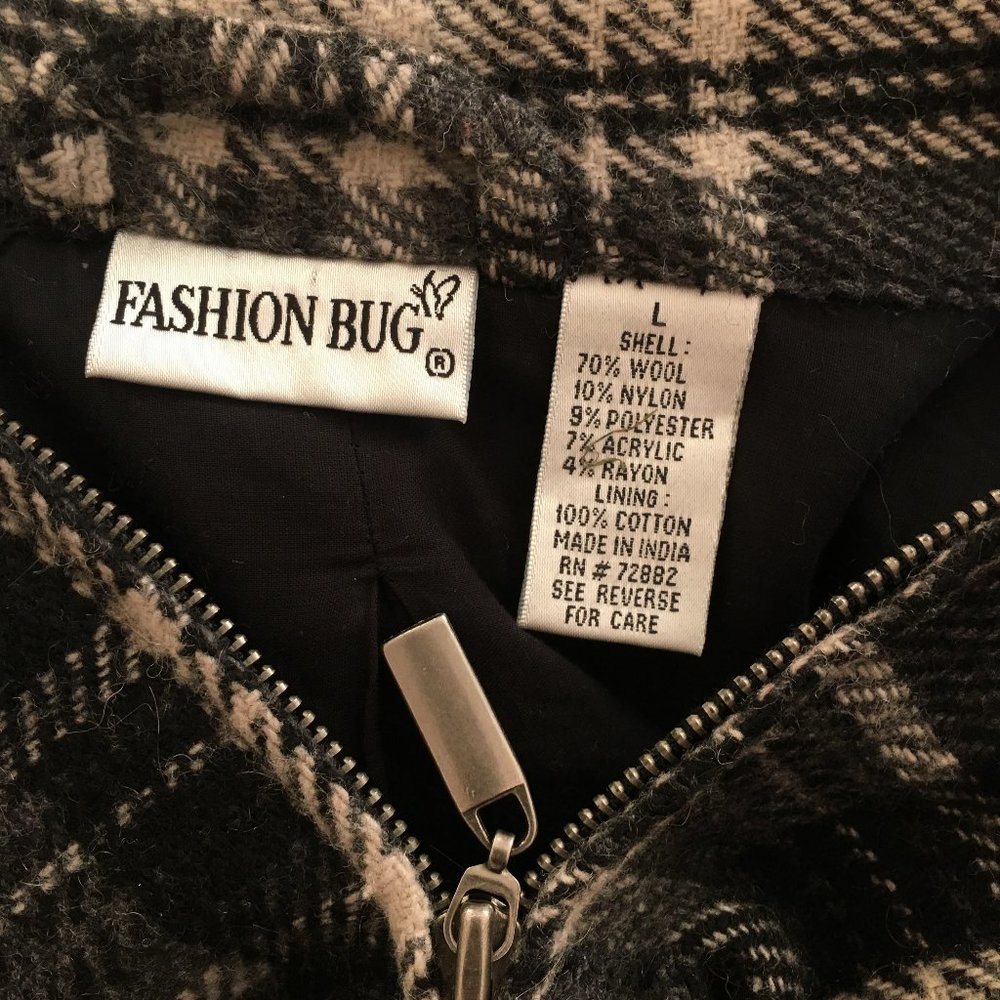 FASHION BUG
®
L
SHELL:
70% WOOL
10% NYLON
9% POLYESTER
7% ACRYLIC
4% RAYON
LINING:
100% COTTON
MADE IN INDIA
RN # 72882
SEE REVERSE
FOR CARE